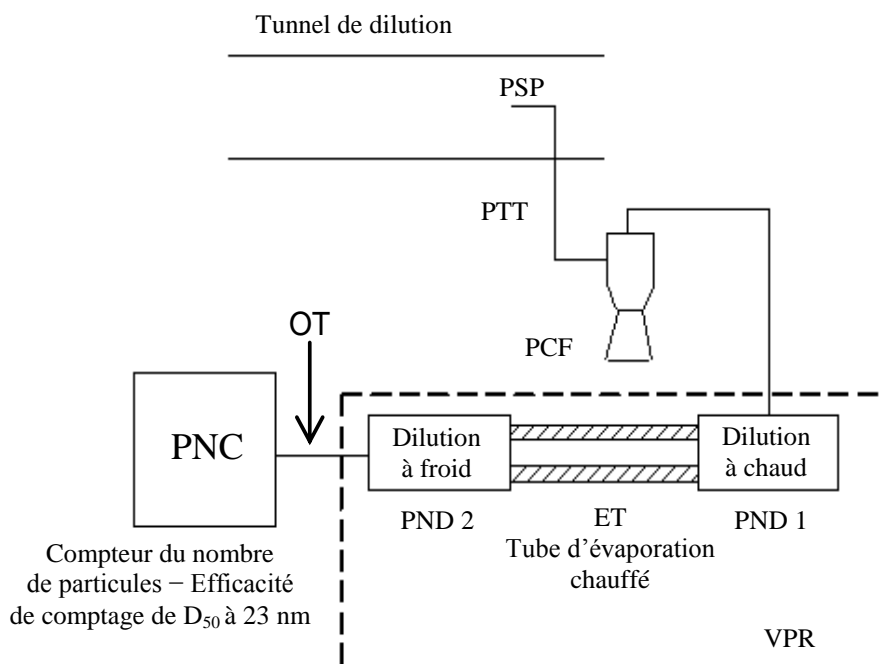 Tunnel de dilution
PSP
PTT
PCF
OT
PNC
Dilution
à froid
Dilution
à chaud
PND 2
ET
PND 1
Tube d’évaporation
chauffé
Compteur du nombre
de particules − Efficacité
de comptage de D₅₀ à 23 nm
VPR